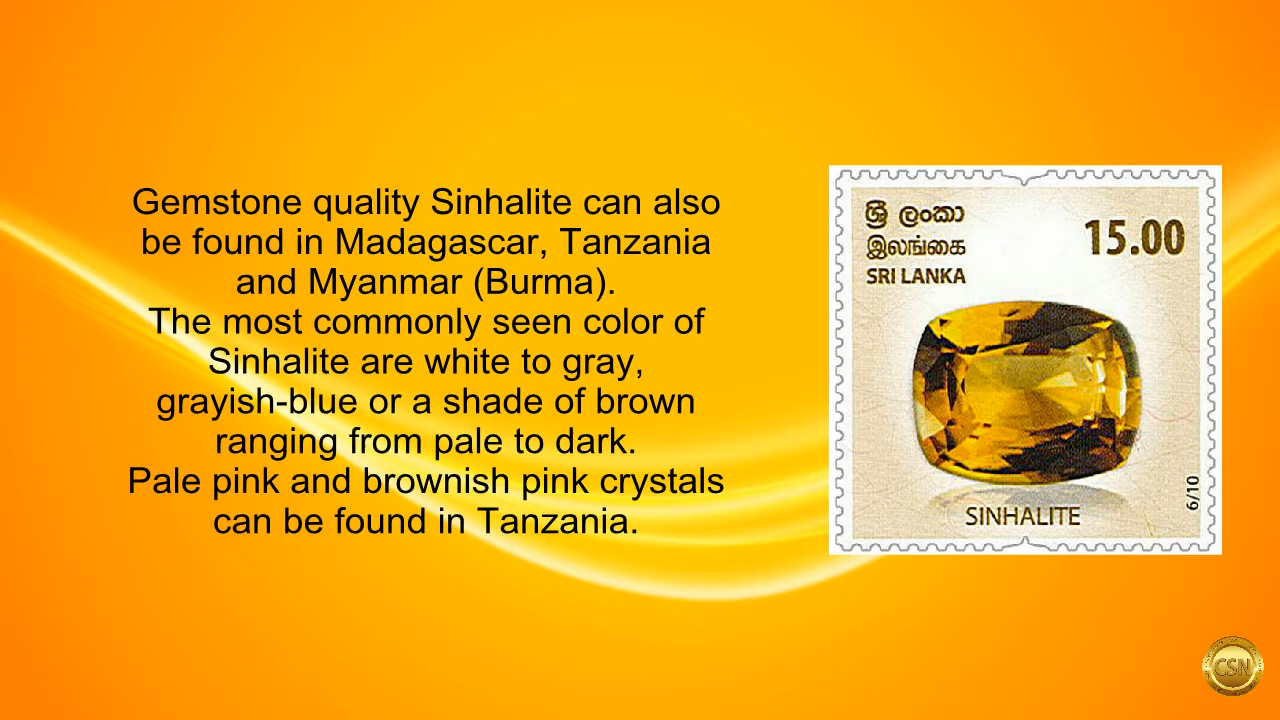 Gemstone quality Sinhalite can also
be found in Madagascar, Tanzania
and Myanmar (Burma).
The most commonly seen color of
Sinhalite are white to gray,
grayish-blue or a shade of brown
ranging from pale to dark.
Pale pink and brownish pink crystals
can be found in Tanzania.
ශ්‍රී ලංකා
இலங்கை
SRI LANKA
15.00
6/10
SINHALITE
CSN